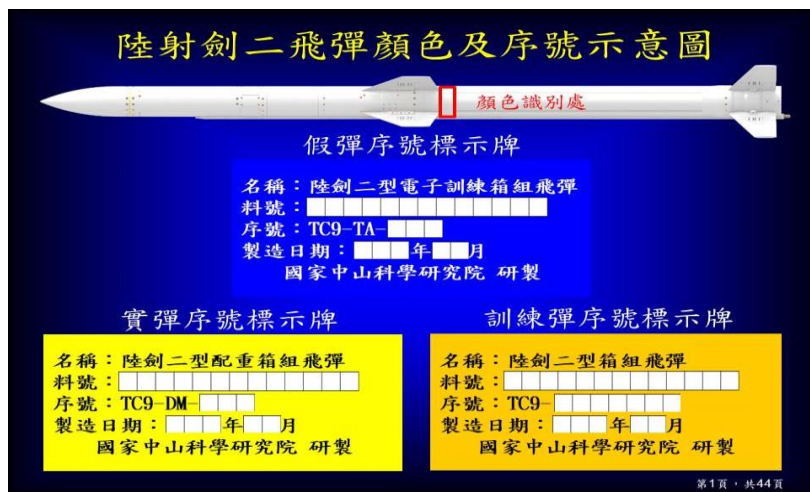 陸射劍二飛彈顏色及序號示意圖
顏色識別處
假彈序號標示牌
名稱：陸劍二型電子訓練箱組飛彈
料號：
序號：TC9-TA-
製造日期：年月
國家中山科學研究院 研製
實彈序號標示牌
名稱：陸劍二型配重箱組飛彈
料號：
序號：TC9-DM-
製造日期：年月
國家中山科學研究院 研製
訓練彈序號標示牌
名稱：陸劍二型箱組飛彈
料號：
序號：TC9-
製造日期：年月
國家中山科學研究院 研製
第1頁，共44頁